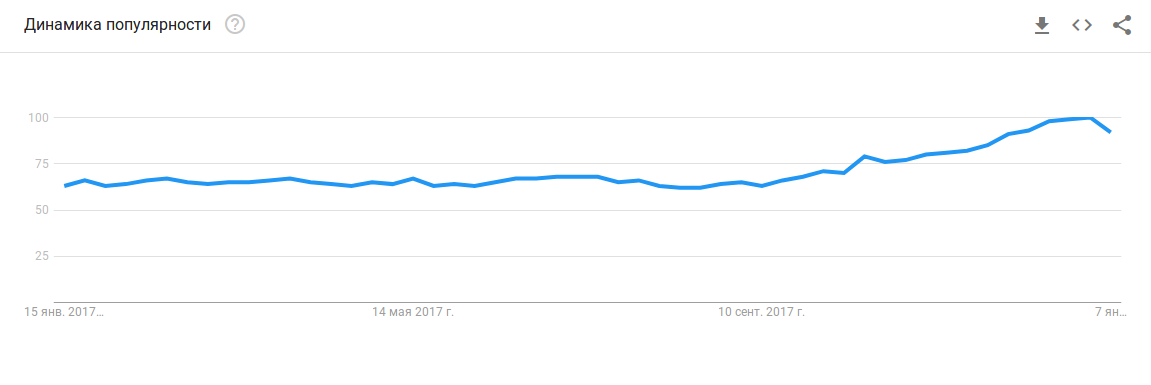 Динамика популярности
100
75
50
25
15 янв. 2017…
14 мая 2017 г.
10 сент. 2017 г.
7 ян…